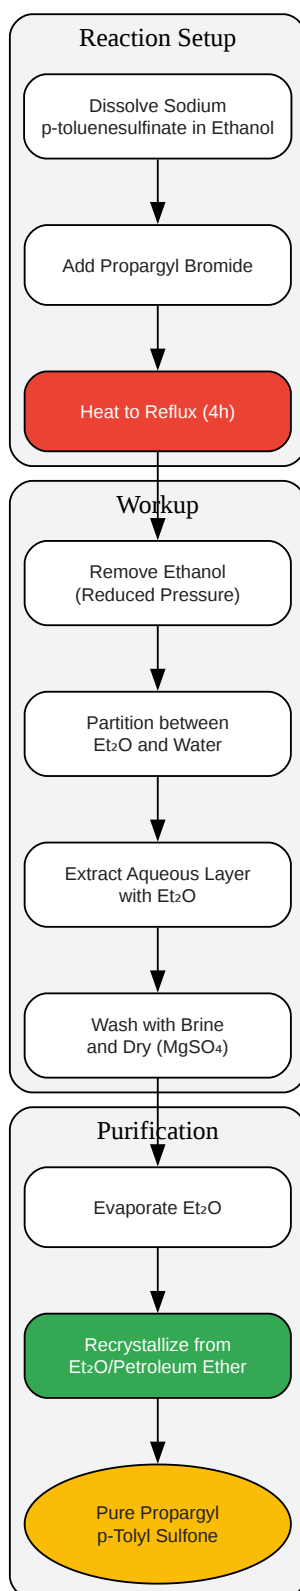 Reaction Setup
Dissolve Sodium
p-toluenesulfinate in Ethanol
Add Propargyl Bromide
Heat to Reflux (4h)
Workup
Remove Ethanol
(Reduced Pressure)
Partition between
Et₂O and Water
Extract Aqueous Layer
with Et₂O
Wash with Brine
and Dry (MgSO₄)
Purification
Evaporate Et₂O
Recrystallize from
Et₂O/Petroleum Ether
Pure Propargyl
p-Tolyl Sulfone